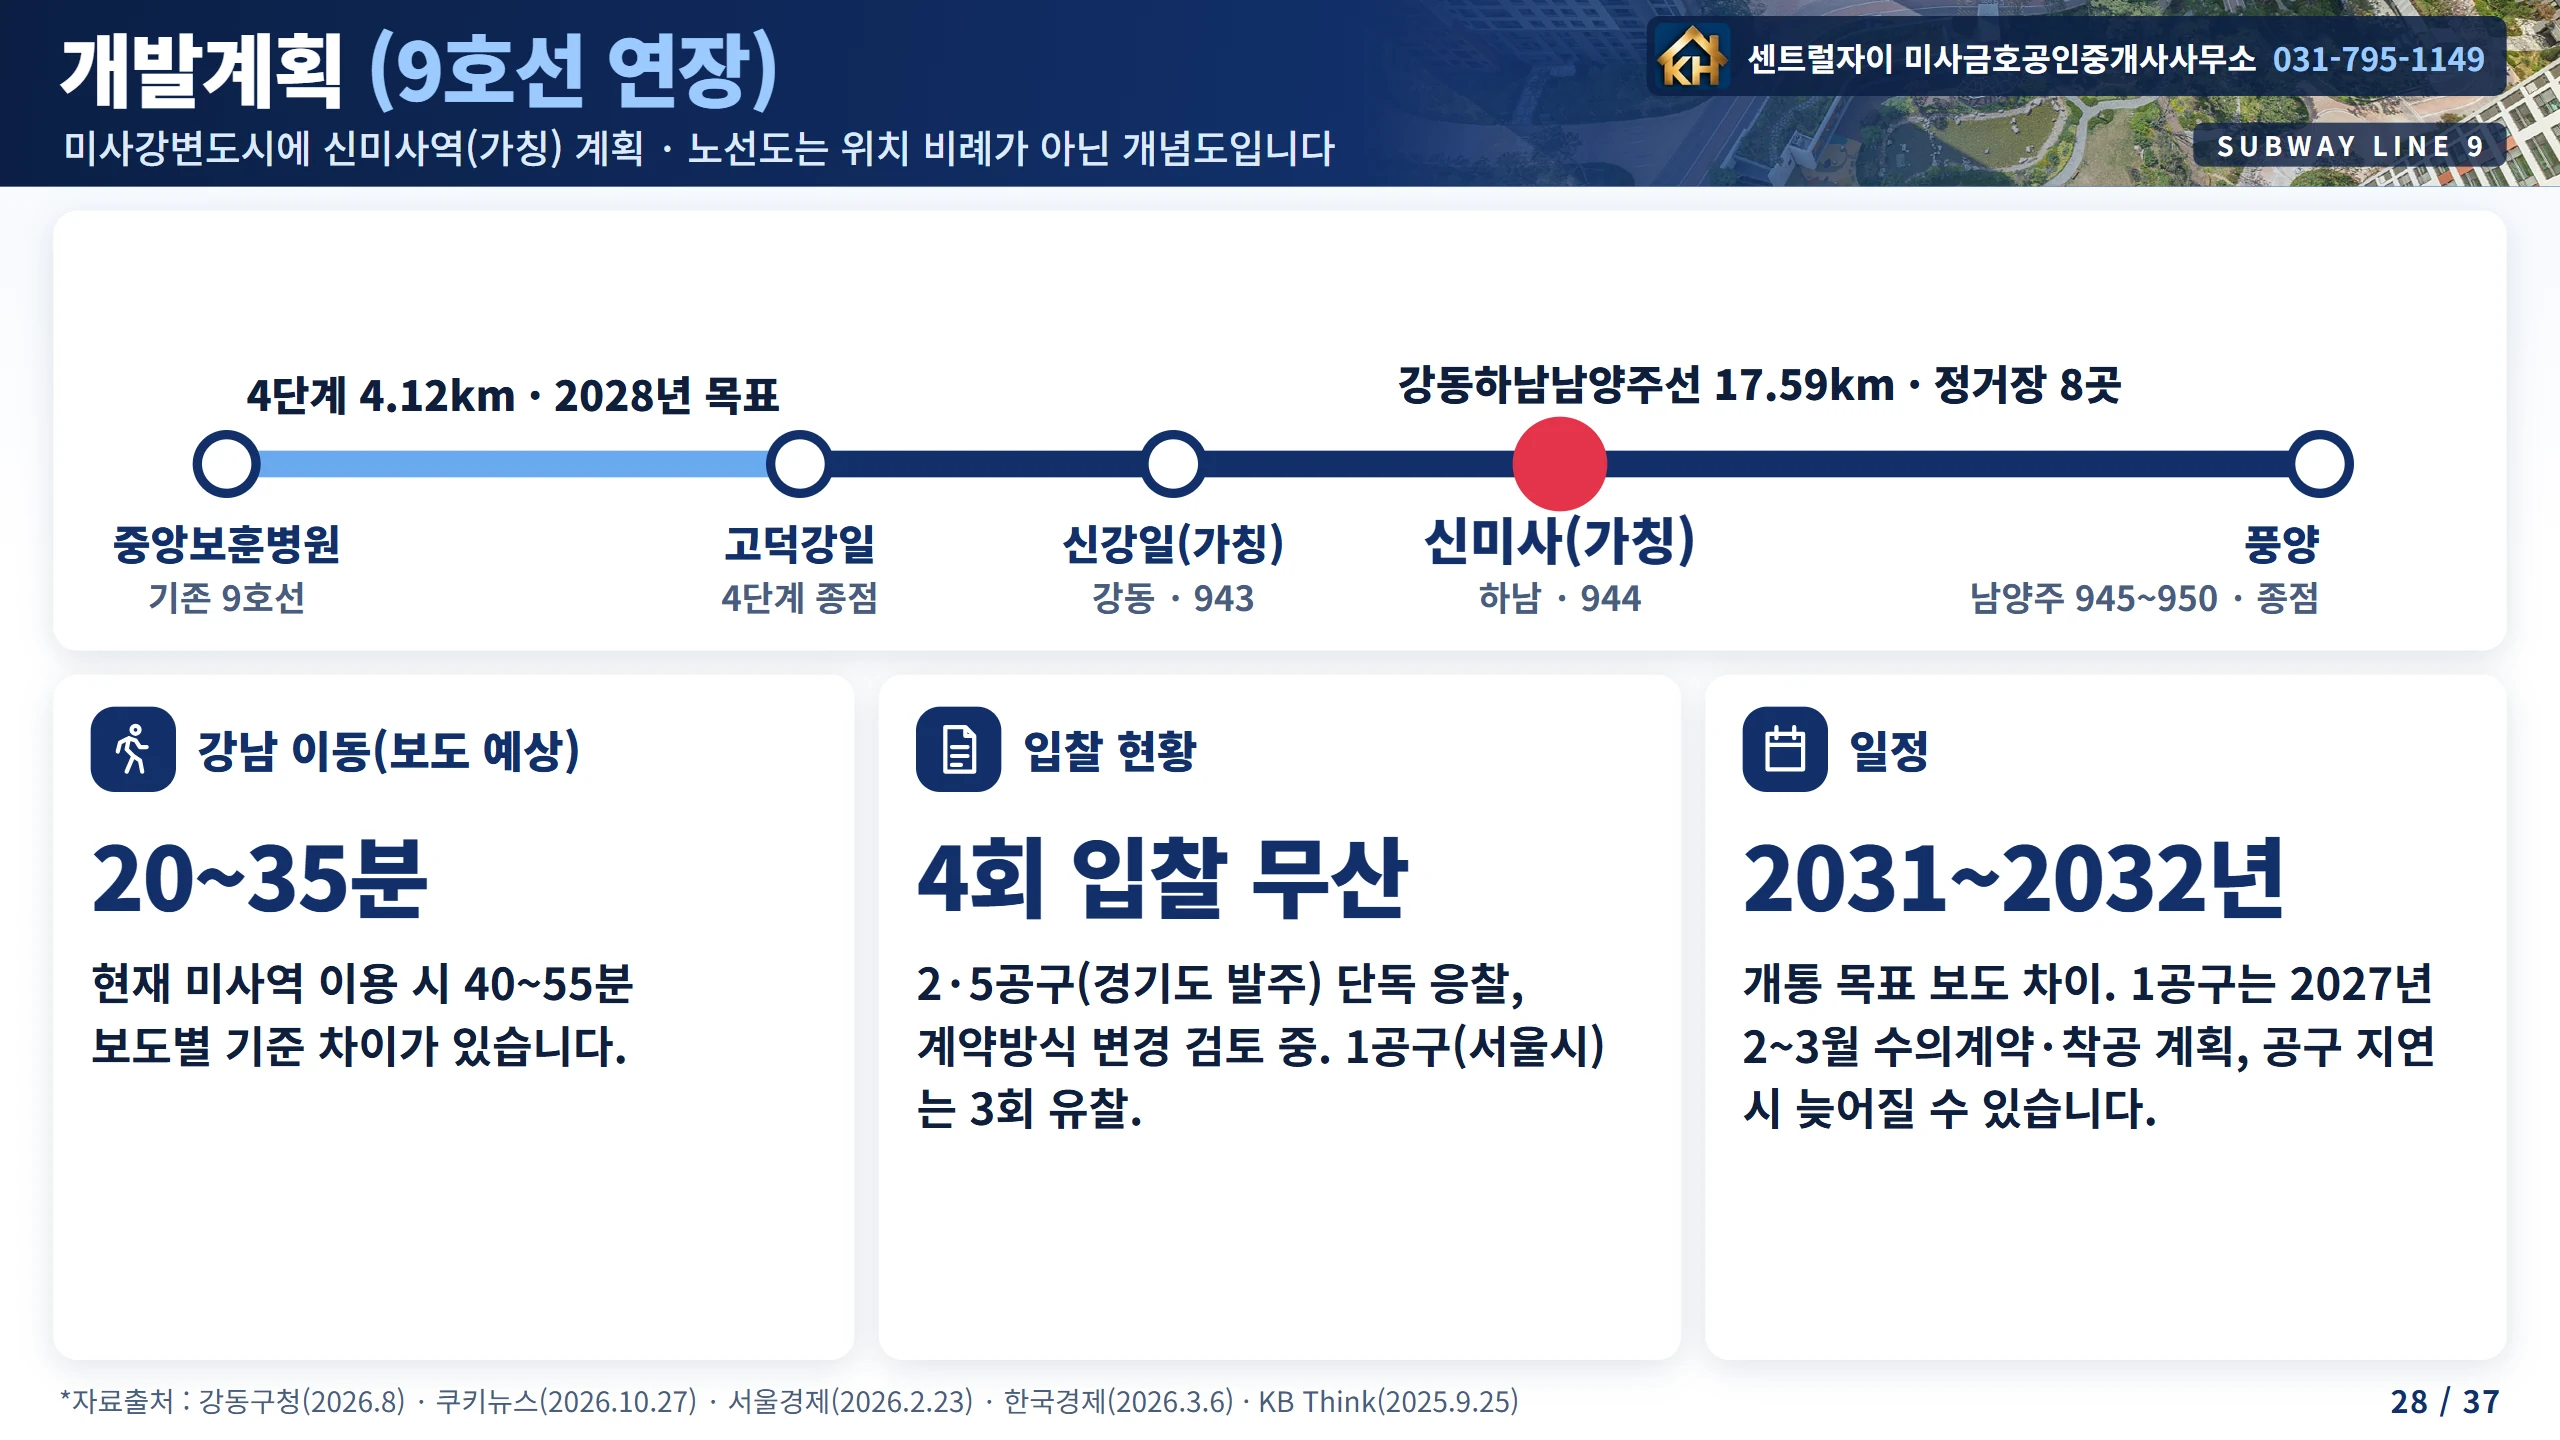 개발계획 (9호선 연장)
KH 센트럴자이 미사금호공인중개사사무소 031-795-1149
미사강변도시에 신미사역(가칭) 계획 · 노선도는 위치 비례가 아닌 개념도입니다
SUBWAY LINE 9
4단계 4.12km · 2028년 목표
강동하남남양주선 17.59km · 정거장 8곳
중앙보훈병원
기존 9호선
고덕강일
4단계 종점
신강일(가칭)
강동 · 943
신미사(가칭)
하남 · 944
풍양
남양주 945~950 · 종점
강남 이동(보도 예상)
20~35분
현재 미사역 이용 시 40~55분
보도별 기준 차이가 있습니다.
입찰 현황
4회 입찰 무산
2·5공구(경기도 발주) 단독 응찰,
계약방식 변경 검토 중. 1공구(서울시)
는 3회 유찰.
일정
2031~2032년
개통 목표 보도 차이. 1공구는 2027년
2~3월 수의계약·착공 계획, 공구 지연
시 늦어질 수 있습니다.
*자료출처 : 강동구청(2026.8) · 쿠키뉴스(2026.10.27) · 서울경제(2026.2.23) · 한국경제(2026.3.6) · KB Think(2025.9.25)
28 / 37